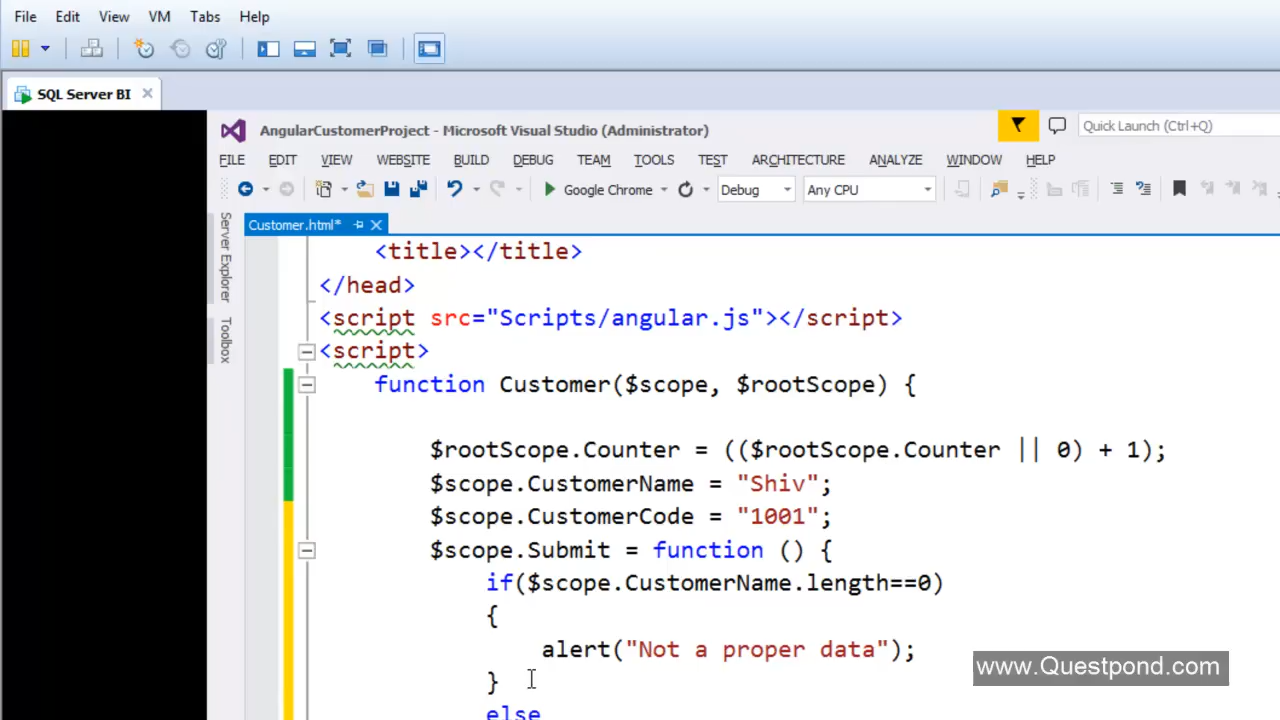 File Edit View VM Tabs Help
SQL Server BI
AngularCustomerProject - Microsoft Visual Studio (Administrator)
Quick Launch (Ctrl+Q)
FILE EDIT VIEW WEBSITE BUILD DEBUG TEAM TOOLS TEST ARCHITECTURE ANALYZE WINDOW HELP
Google Chrome Debug Any CPU
Server Explorer
Toolbox
Customer.html*
<title></title>
</head>
<script src="Scripts/angular.js"></script>
<script>
function Customer($scope, $rootScope) {
$rootScope.Counter = (($rootScope.Counter || 0) + 1);
$scope.CustomerName = "Shiv";
$scope.CustomerCode = "1001";
$scope.Submit = function () {
if($scope.CustomerName.length==0)
{
alert("Not a proper data");
}
else
www.Questpond.com